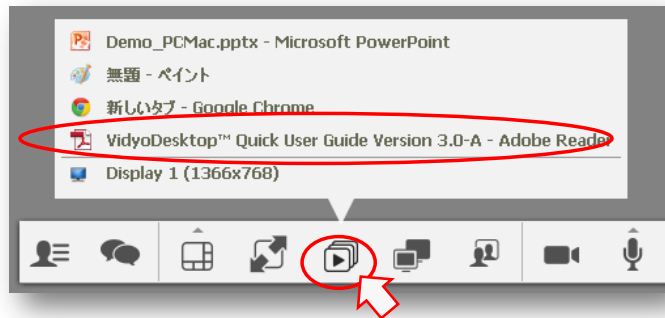 Demo_PCMac.pptx - Microsoft PowerPoint
無題 - ペイント
新しいタブ - Google Chrome
VidyoDesktop™ Quick User Guide Version 3.0-A - Adobe Reader
Display 1 (1366x768)